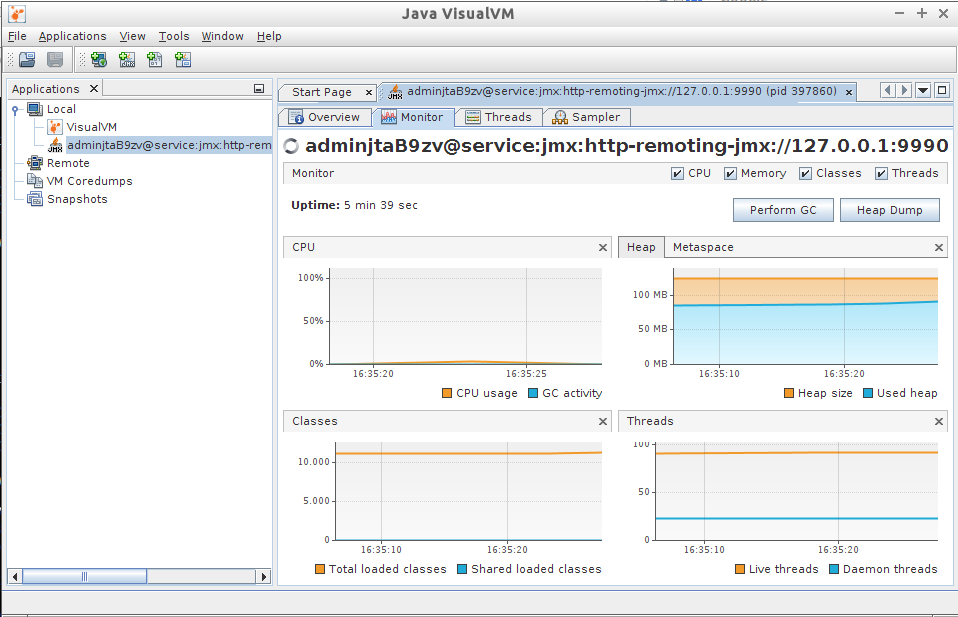 Java VisualVM
File Applications View Tools Window Help
Applications
Local
VisualVM
adminjtaB9zv@service:jmx:http-rem
Remote
VM Coredumps
Snapshots
Start Page adminjtaB9zv@service:jmx:http-remoting-jmx://127.0.0.1:9990 (pid 397860)
Overview Monitor Threads Sampler
adminjtaB9zv@service:jmx:http-remoting-jmx://127.0.0.1:9990
Monitor CPU Memory Classes Threads
Uptime: 5 min 39 sec
Perform GC Heap Dump
CPU
100%
50%
0%
16:35:20 16:35:25
CPU usage GC activity
Heap Metaspace
100 MB
50 MB
0 MB
16:35:10 16:35:20
Heap size Used heap
Classes
10.000
5.000
0
16:35:10 16:35:20
Total loaded classes Shared loaded classes
Threads
100
50
0
16:35:10 16:35:20
Live threads Daemon threads